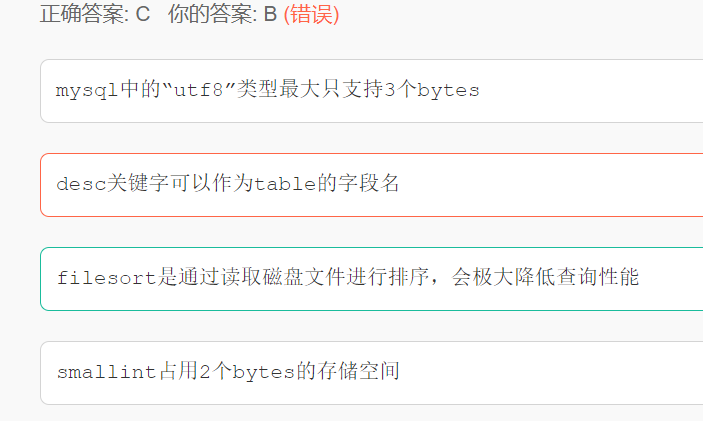 正确答案: C 你的答案: B (错误)
mysql中的“utf8”类型最大只支持3个bytes
desc关键字可以作为table的字段名
filesort是通过读取磁盘文件进行排序，会极大降低查询性能
smallint占用2个bytes的存储空间